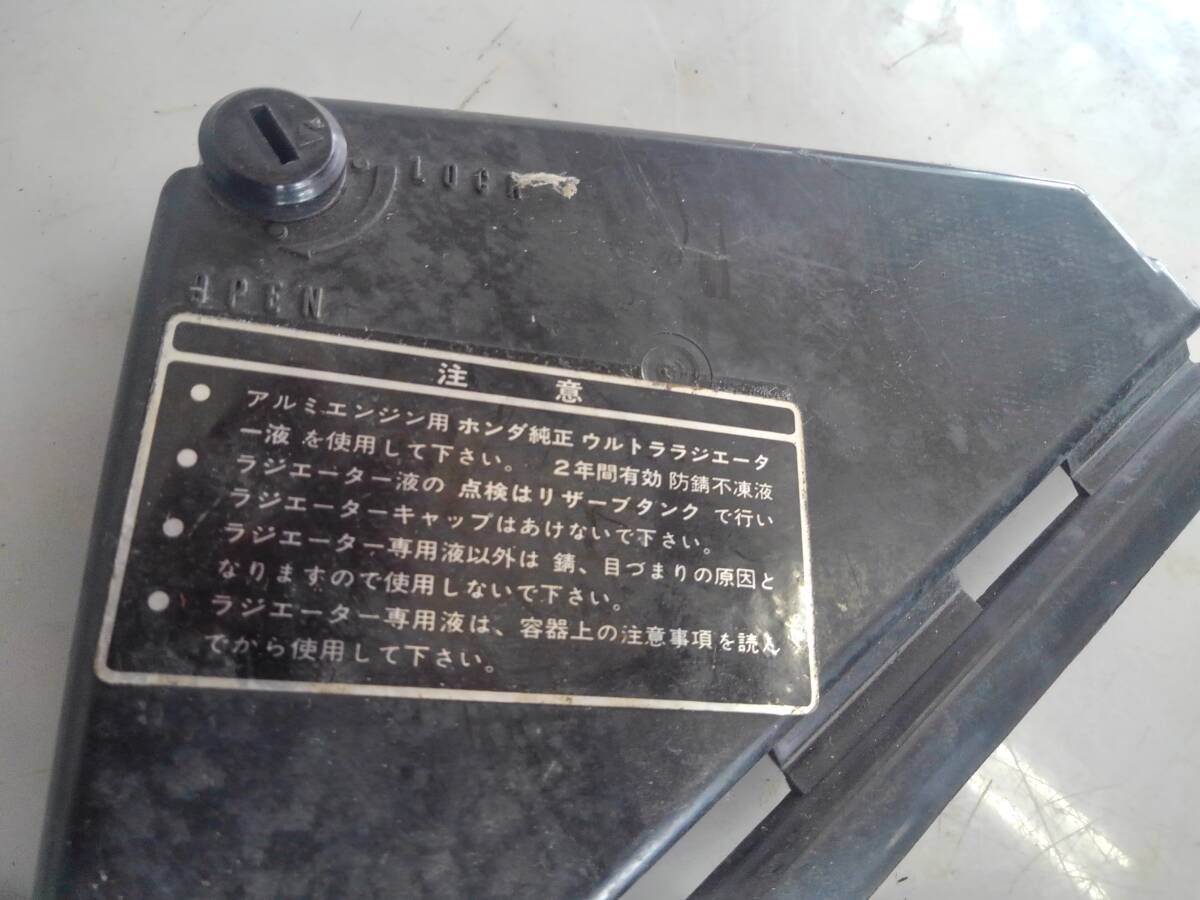 LOCK
OPEN
注意
● アルミエンジン用 ホンダ純正 ウルトララジエータ
ー液 を使用して下さい。 2年間有効 防錆不凍液
● ラジエーター液の 点検はリザーブタンク で行い
ラジエーターキャップはあけないで下さい。
● ラジエーター専用液以外は 錆、目づまりの原因と
なりますので使用しないで下さい。
● ラジエーター専用液は、容器上の注意事項を読ん
でから使用して下さい。